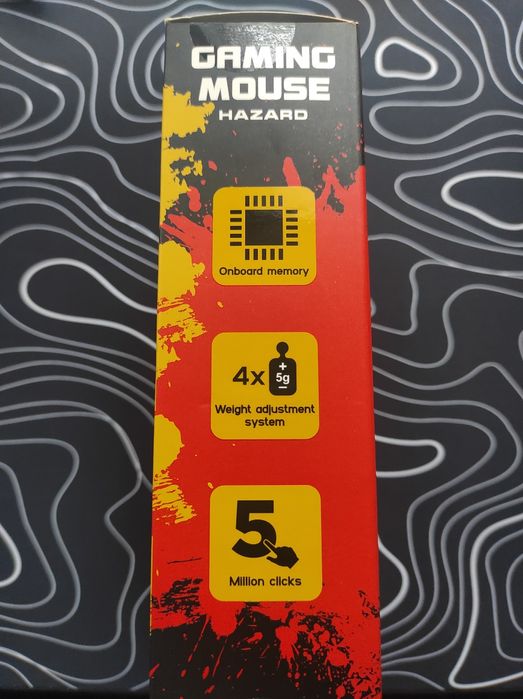 GAMING
MOUSE
HAZARD
Onboard memory
4x + 5g –
Weight adjustment
system
5
Million clicks